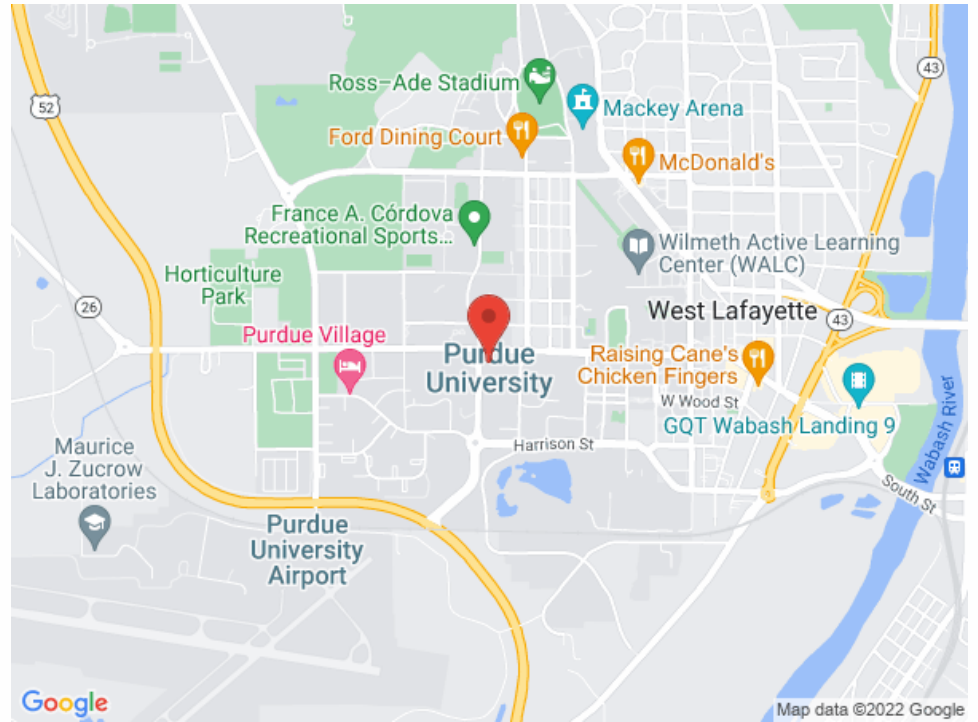 43
52
Ross–Ade Stadium
Mackey Arena
Ford Dining Court
McDonald's
France A. Córdova
Recreational Sports...
Wilmeth Active Learning
Center (WALC)
Horticulture
Park
26
West Lafayette
43
Purdue Village
Purdue
University
Raising Cane's
Chicken Fingers
W Wood St
GQT Wabash Landing 9
Wabash River
Harrison St
Maurice
J. Zucrow
Laboratories
South St
Purdue
University
Airport
Google
Map data ©2022 Google